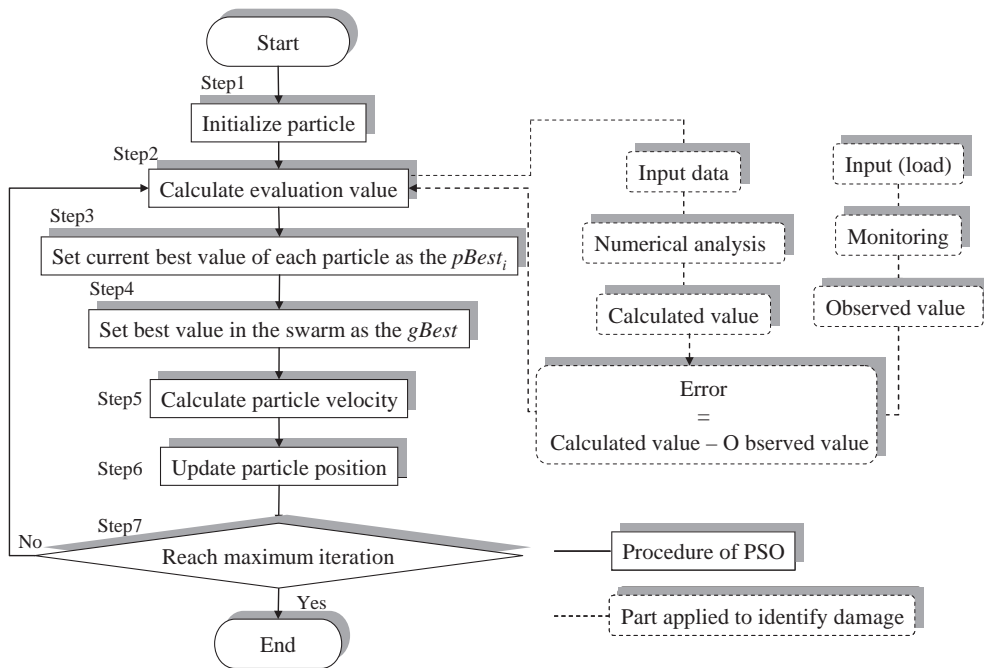 Start
Step1
Initialize particle
Step2
Calculate evaluation value
Step3
Set current best value of each particle as the pBest_i
Step4
Set best value in the swarm as the gBest
Step5
Calculate particle velocity
Step6
Update particle position
Step7
No
Reach maximum iteration
Yes
End
Input data
Numerical analysis
Calculated value
Input (load)
Monitoring
Observed value
Error
=
Calculated value – O bserved value
Procedure of PSO
Part applied to identify damage